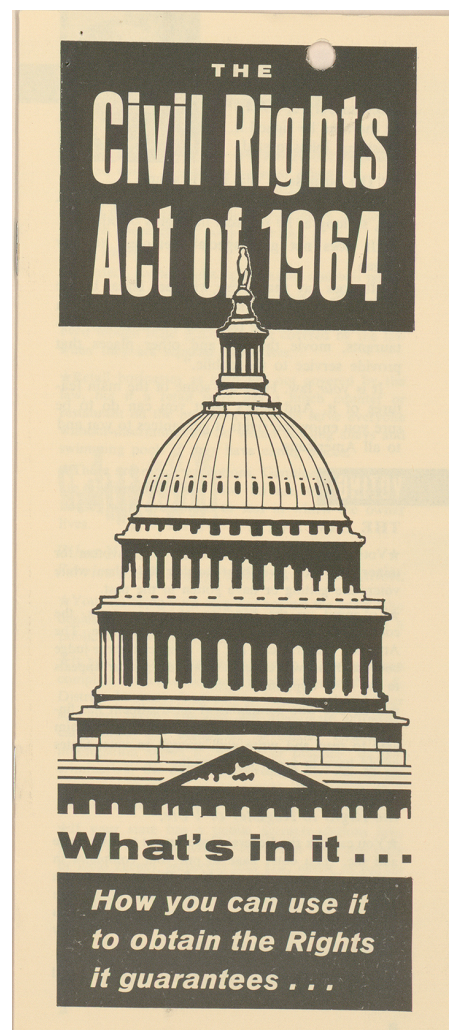 THE
Civil Rights
Act of 1964
What's in it . . .
How you can use it
to obtain the Rights
it guarantees . . .